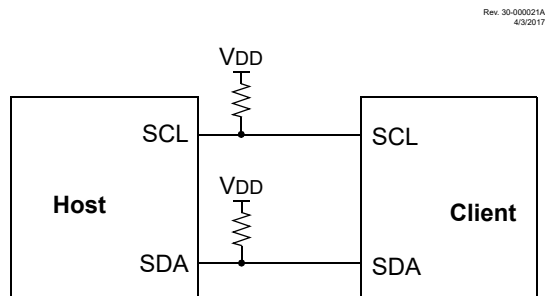 Rev. 30-000021A
4/3/2017
VDD
SCL
SCL
VDD
Host
Client
SDA
SDA